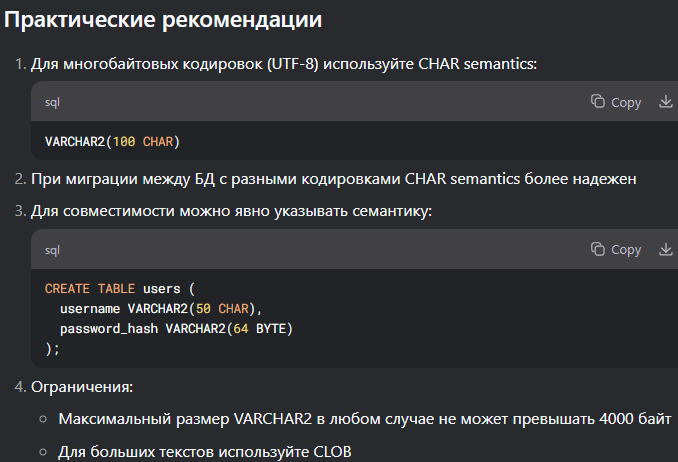 Практические рекомендации
1. Для многобайтовых кодировок (UTF-8) используйте CHAR semantics:
sql Copy
VARCHAR2(100 CHAR)
2. При миграции между БД с разными кодировками CHAR semantics более надежен
3. Для совместимости можно явно указывать семантику:
sql Copy
CREATE TABLE users (
  username VARCHAR2(50 CHAR),
  password_hash VARCHAR2(64 BYTE)
);
4. Ограничения:
Максимальный размер VARCHAR2 в любом случае не может превышать 4000 байт
Для больших текстов используйте CLOB